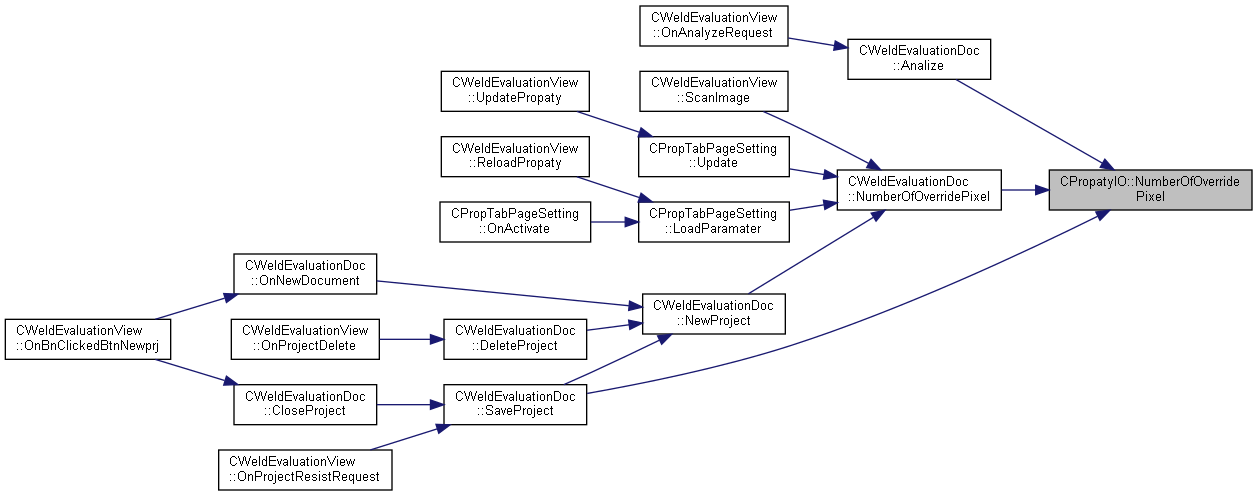 CWeldEvaluationView
::OnAnalyzeRequest
CWeldEvaluationDoc
::Analize
CWeldEvaluationView
::UpdatePropaty
CWeldEvaluationView
::ScanImage
CWeldEvaluationView
::ReloadPropaty
CPropTabPageSetting
::Update
CWeldEvaluationDoc
::NumberOfOverridePixel
CPropatyIO::NumberOfOverride
Pixel
CPropTabPageSetting
::OnActivate
CPropTabPageSetting
::LoadParamater
CWeldEvaluationDoc
::OnNewDocument
CWeldEvaluationDoc
::NewProject
CWeldEvaluationView
::OnBnClickedBtnNewprj
CWeldEvaluationView
::OnProjectDelete
CWeldEvaluationDoc
::DeleteProject
CWeldEvaluationDoc
::CloseProject
CWeldEvaluationDoc
::SaveProject
CWeldEvaluationView
::OnProjectResistRequest